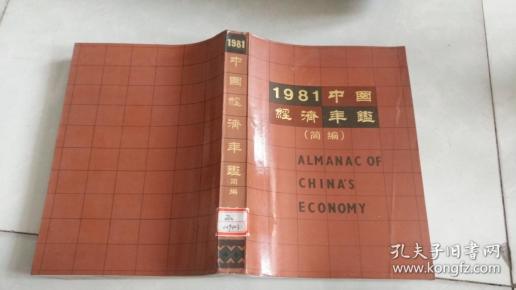 1981
中
國
經
濟
年
鑑
简
编
1981中國
經濟年鑑
(简编)
ALMANAC OF
CHINA'S
ECONOMY
孔夫子旧书网
www.kongfz.com